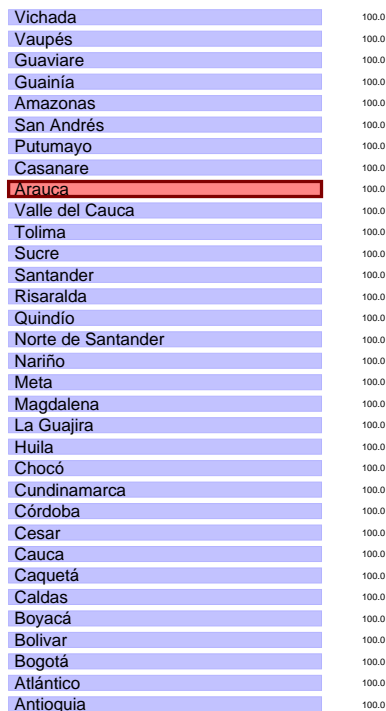 Vichada 100.0
Vaupés 100.0
Guaviare 100.0
Guainía 100.0
Amazonas 100.0
San Andrés 100.0
Putumayo 100.0
Casanare 100.0
Arauca 100.0
Valle del Cauca 100.0
Tolima 100.0
Sucre 100.0
Santander 100.0
Risaralda 100.0
Quindío 100.0
Norte de Santander 100.0
Nariño 100.0
Meta 100.0
Magdalena 100.0
La Guajira 100.0
Huila 100.0
Chocó 100.0
Cundinamarca 100.0
Córdoba 100.0
Cesar 100.0
Cauca 100.0
Caquetá 100.0
Caldas 100.0
Boyacá 100.0
Bolivar 100.0
Bogotá 100.0
Atlántico 100.0
Antioquia 100.0